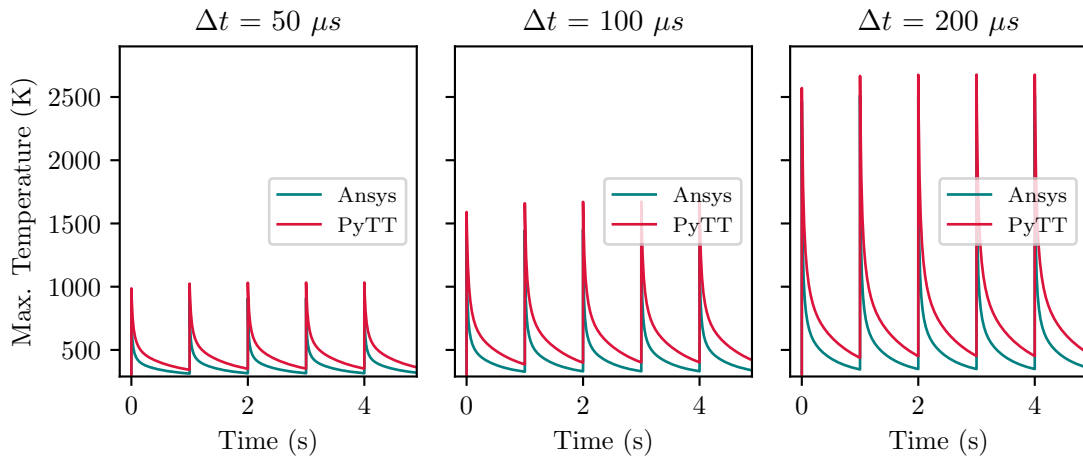 Δt = 50 μs
Δt = 100 μs
Δt = 200 μs
Max. Temperature (K)
2500
2000
1500
1000
500
Ansys
PyTT
Ansys
PyTT
Ansys
PyTT
0 2 4
0 2 4
0 2 4
Time (s)
Time (s)
Time (s)